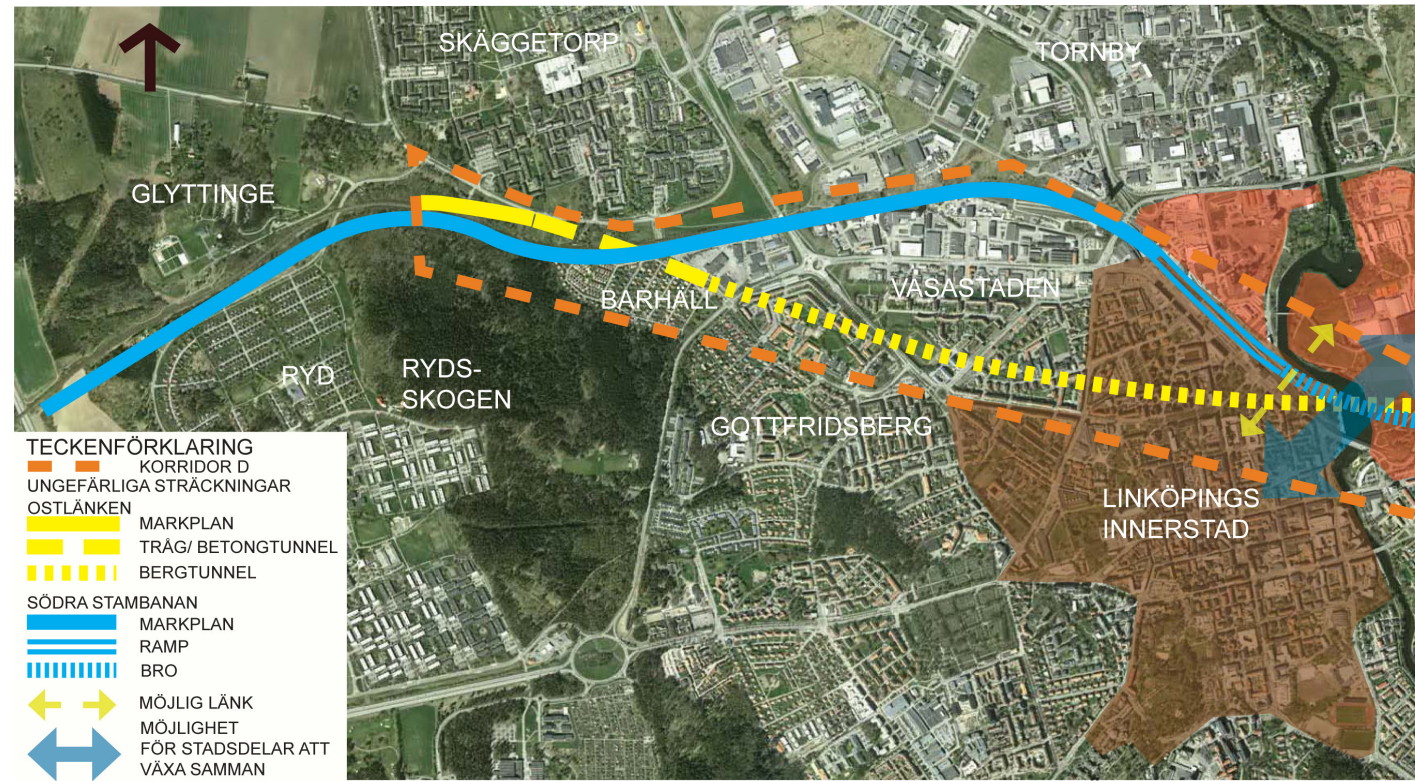 SKÄGGETORP
TORNBY
GLYTTINGE
BARHÄLL
VASASTADEN
RYD
RYDS-
SKOGEN
GOTTFRIDSBERG
LINKÖPINGS
INNERSTAD
TECKENFÖRKLARING
KORRIDOR D
UNGEFÄRLIGA STRÄCKNINGAR
OSTLÄNKEN
MARKPLAN
TRÅG/ BETONGTUNNEL
BERGTUNNEL
SÖDRA STAMBANAN
MARKPLAN
RAMP
BRO
MÖJLIG LÄNK
MÖJLIGHET
FÖR STADSDELAR ATT
VÄXA SAMMAN